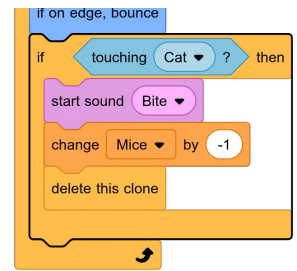 if on edge, bounce
if touching Cat ? then
start sound Bite
change Mice by -1
delete this clone